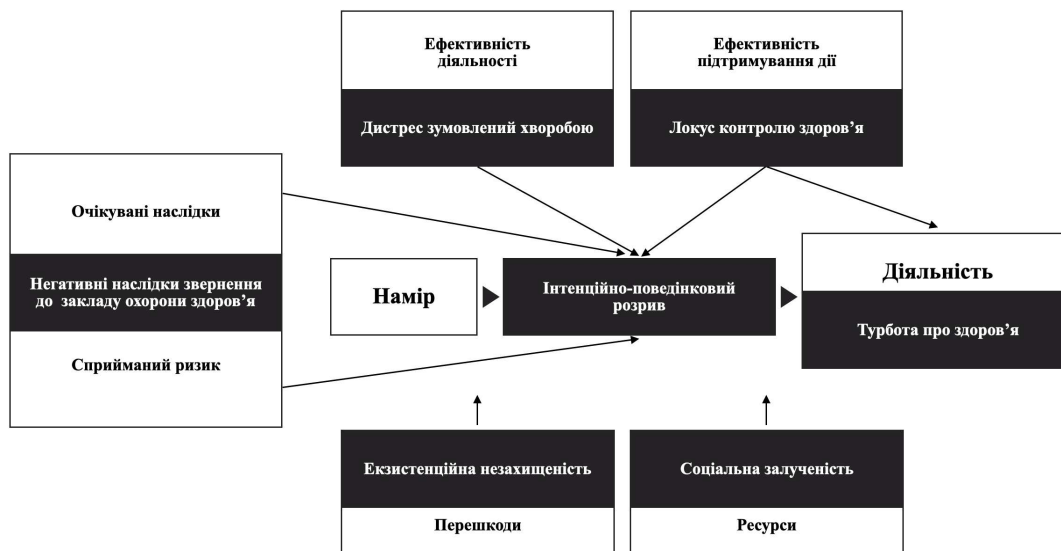 Ефективність
діяльності
Дистрес зумовлений хворобою
Ефективність
підтримування дії
Локус контролю здоров’я
Очікувані наслідки
Негативні наслідки звернення
до закладу охорони здоров’я
Сприйманий ризик
Намір
Інтенційно-поведінковий
розрив
Діяльність
Турбота про здоров’я
Екзистенційна незахищеність
Перешкоди
Соціальна залученість
Ресурси